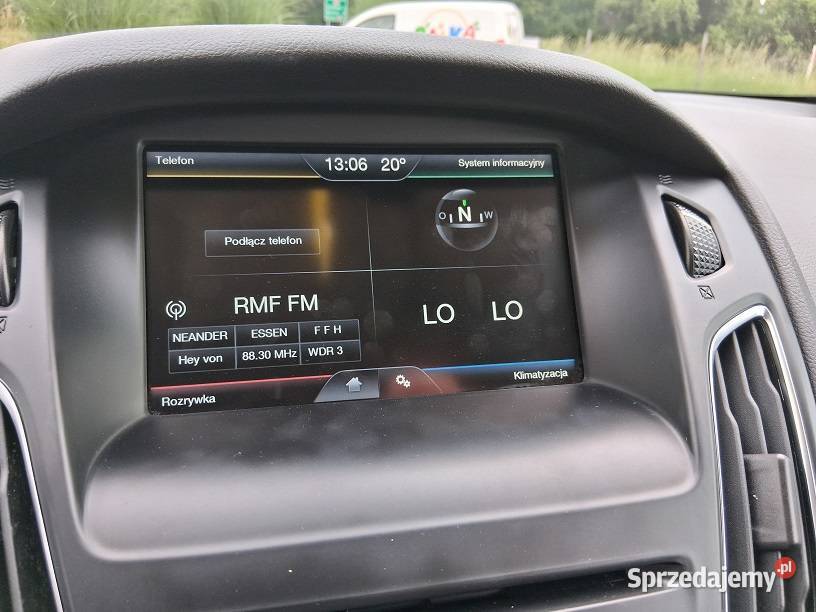 Telefon
13:06 20°
System informacyjny
Podłącz telefon
O N W
RMF FM
LO LO
NEANDER ESSEN F F H
Hey von 88.30 MHz WDR 3
Rozrywka
Klimatyzacja
Sprzedajemy.pl